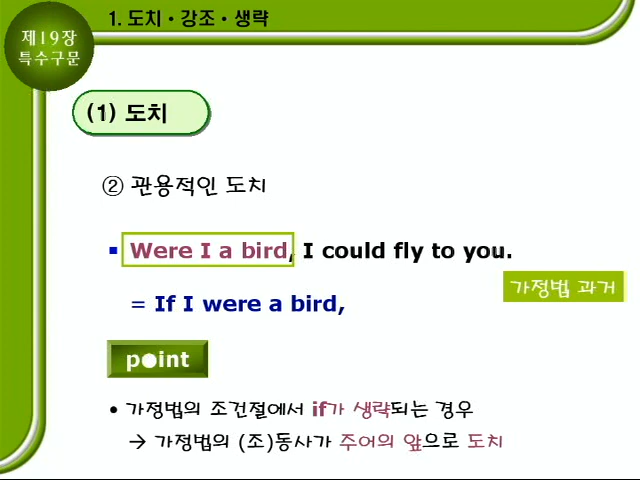 1. 도치·강조·생략
제19장
특수구문
(1) 도치
② 관용적인 도치
▪ Were I a bird, I could fly to you.
가정법 과거
= If I were a bird,
point
• 가정법의 조건절에서 if가 생략되는 경우
→ 가정법의 (조)동사가 주어의 앞으로 도치